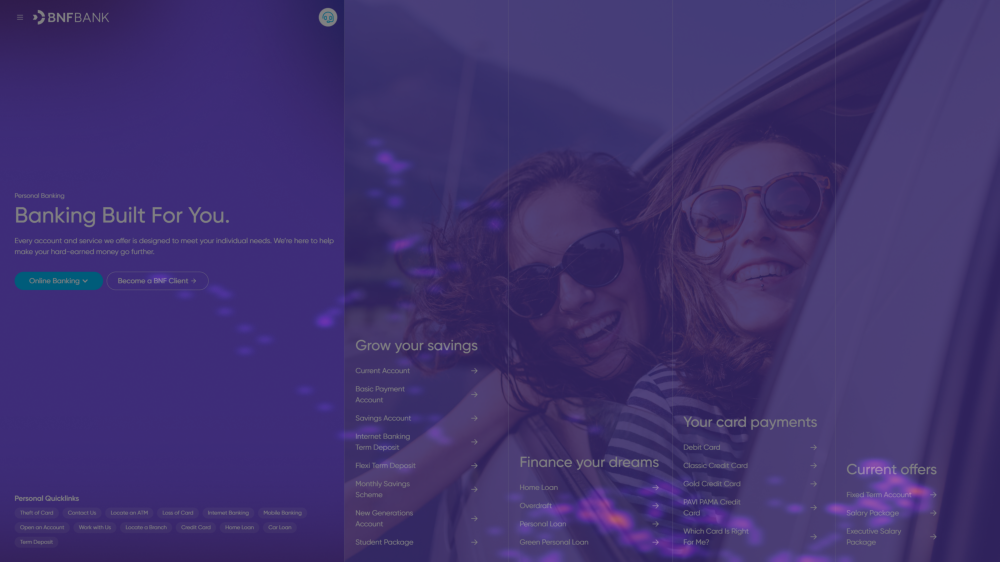 BNFBANK
Personal Banking
Banking Built For You.
Every account and service we offer is designed to meet your individual needs. We're here to help
make your hard-earned money go further.
Online Banking
Become a BNF Client →
Personal Quicklinks
Theft of Card
Contact Us
Locate an ATM
Loss of Card
Internet Banking
Mobile Banking
Open an Account
Work with Us
Locate a Branch
Credit Card
Home Loan
Car Loan
Term Deposit
Grow your savings
Current Account →
Basic Payment
Account →
Savings Account →
Internet Banking
Term Deposit →
Flexi Term Deposit →
Monthly Savings
Scheme →
New Generations
Account →
Student Package →
Finance your dreams
Home Loan →
Overdraft →
Personal Loan →
Green Personal Loan →
Your card payments
Debit Card →
Classic Credit Card →
Gold Credit Card →
PAVI PAMA Credit
Card →
Which Card Is Right
For Me? →
Current offers
Fixed Term Account →
Salary Package →
Executive Salary
Package →